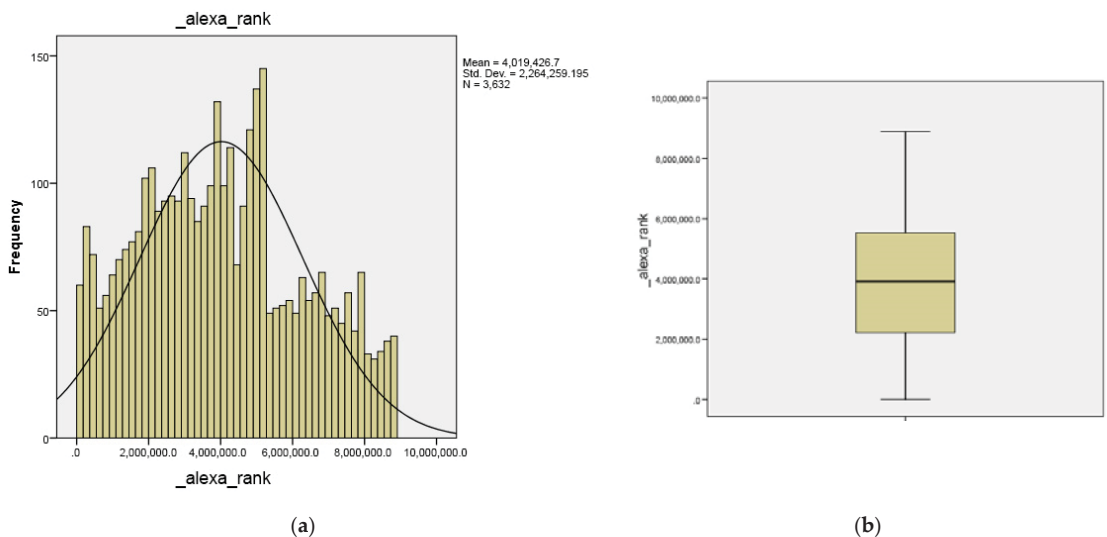 _alexa_rank
Mean = 4,019,426.7
Std. Dev. = 2,264,259.195
N = 3,632
Frequency
150
100
50
0
.0
2,000,000.0
4,000,000.0
6,000,000.0
8,000,000.0
10,000,000.0
_alexa_rank
(a)
_alexa_rank
10,000,000.0
8,000,000.0
6,000,000.0
4,000,000.0
2,000,000.0
.0
(b)